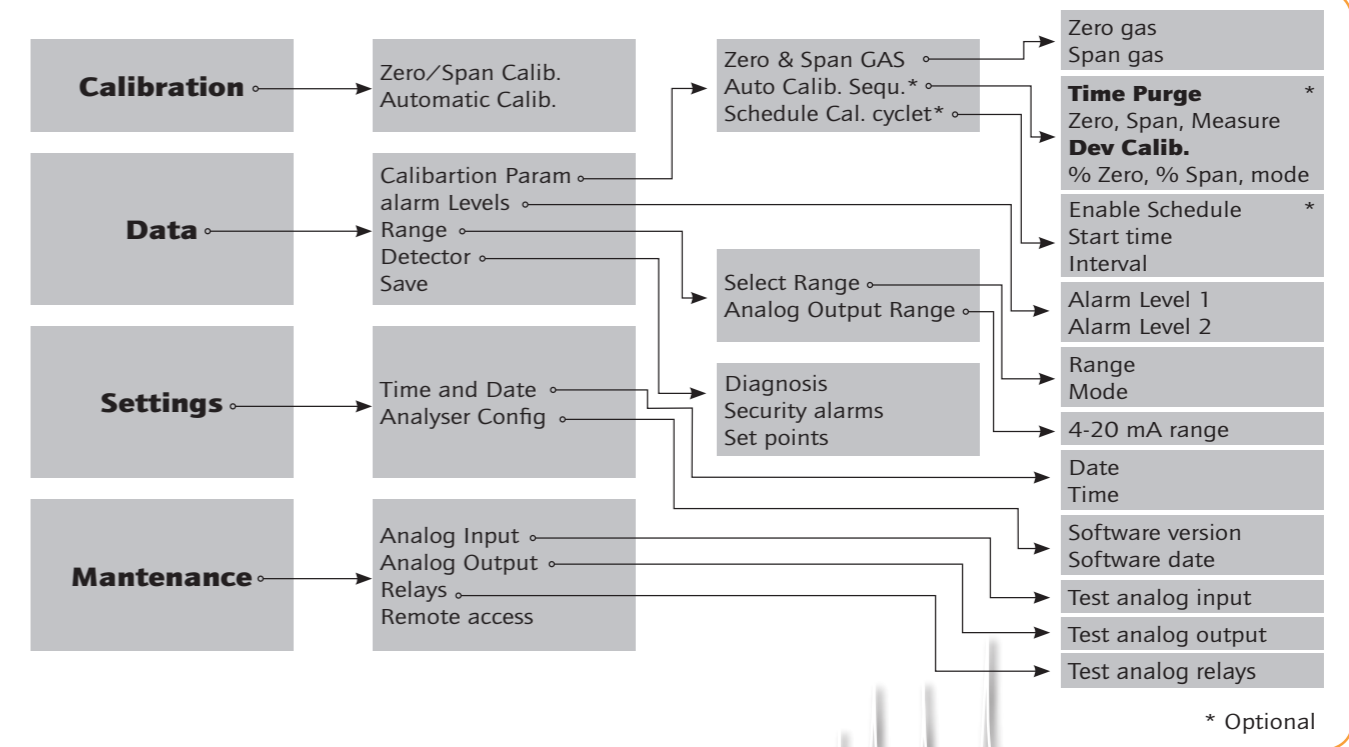 Calibration
Zero/Span Calib.
Automatic Calib.
Data
Calibartion Param
alarm Levels
Range
Detector
Save
Settings
Time and Date
Analyser Config
Mantenance
Analog Input
Analog Output
Relays
Remote access
Zero & Span GAS
Auto Calib. Sequ.*
Schedule Cal. cyclet*
Select Range
Analog Output Range
Diagnosis
Security alarms
Set points
Zero gas
Span gas
Time Purge *
Zero, Span, Measure
Dev Calib.
% Zero, % Span, mode
Enable Schedule *
Start time
Interval
Alarm Level 1
Alarm Level 2
Range
Mode
4-20 mA range
Date
Time
Software version
Software date
Test analog input
Test analog output
Test analog relays
* Optional